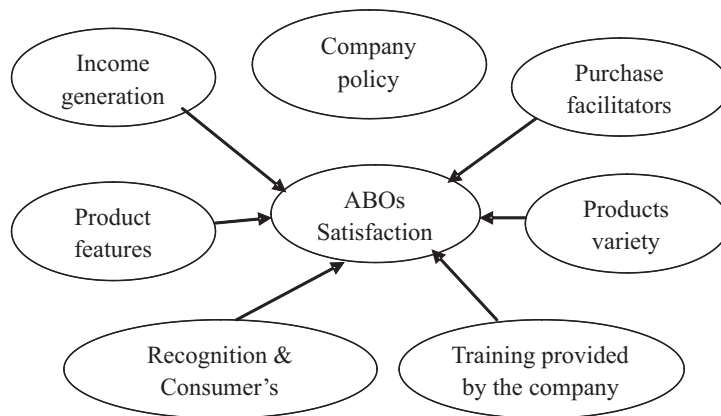 Income
generation
Company
policy
Purchase
facilitators
Product
features
ABOs
Satisfaction
Products
variety
Recognition &
Consumer's
Training provided
by the company